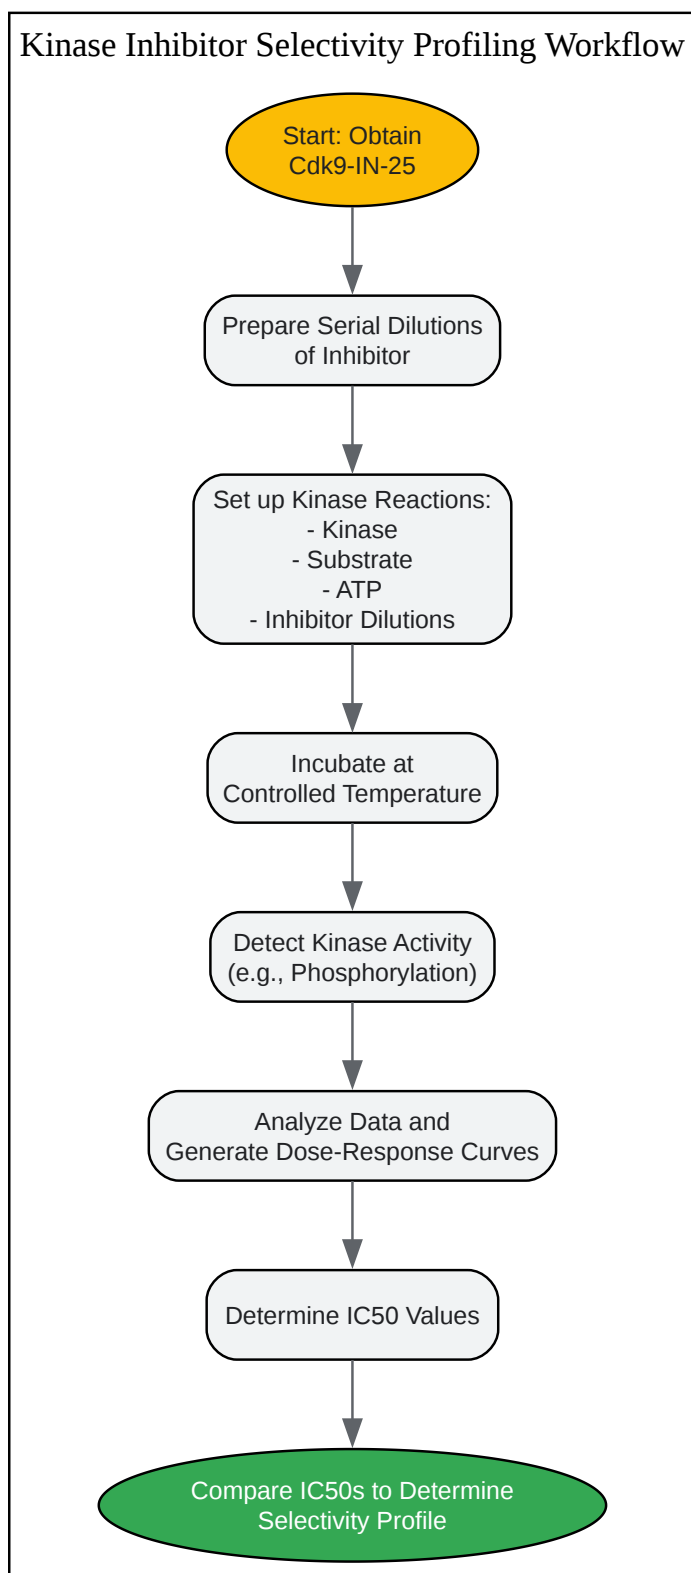 Kinase Inhibitor Selectivity Profiling Workflow
Start: Obtain
Cdk9-IN-25
Prepare Serial Dilutions
of Inhibitor
Set up Kinase Reactions:
- Kinase
- Substrate
- ATP
- Inhibitor Dilutions
Incubate at
Controlled Temperature
Detect Kinase Activity
(e.g., Phosphorylation)
Analyze Data and
Generate Dose-Response Curves
Determine IC50 Values
Compare IC50s to Determine
Selectivity Profile